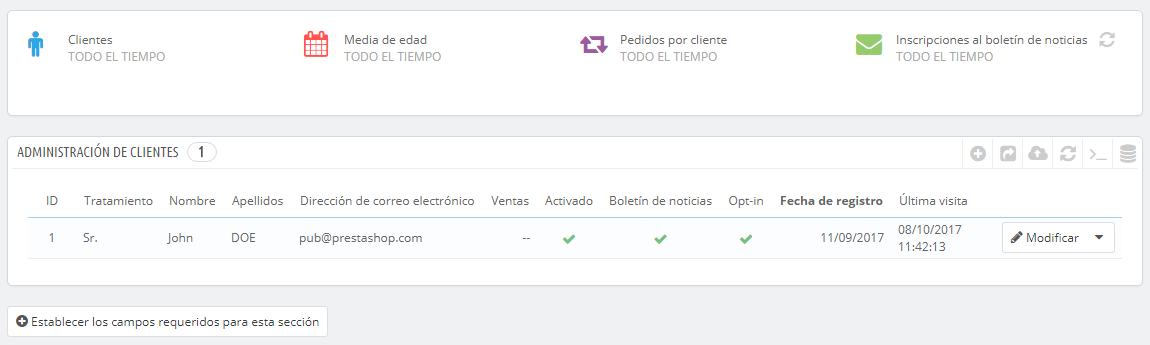 Clientes
TODO EL TIEMPO
Media de edad
TODO EL TIEMPO
Pedidos por cliente
TODO EL TIEMPO
Inscripciones al boletín de noticias
TODO EL TIEMPO
ADMINISTRACIÓN DE CLIENTES 1
ID Tratamiento Nombre Apellidos Dirección de correo electrónico Ventas Activado Boletín de noticias Opt-in Fecha de registro Última visita
1 Sr. John DOE pub@prestashop.com -- 11/09/2017 08/10/2017
11:42:13
Modificar
Establecer los campos requeridos para esta sección